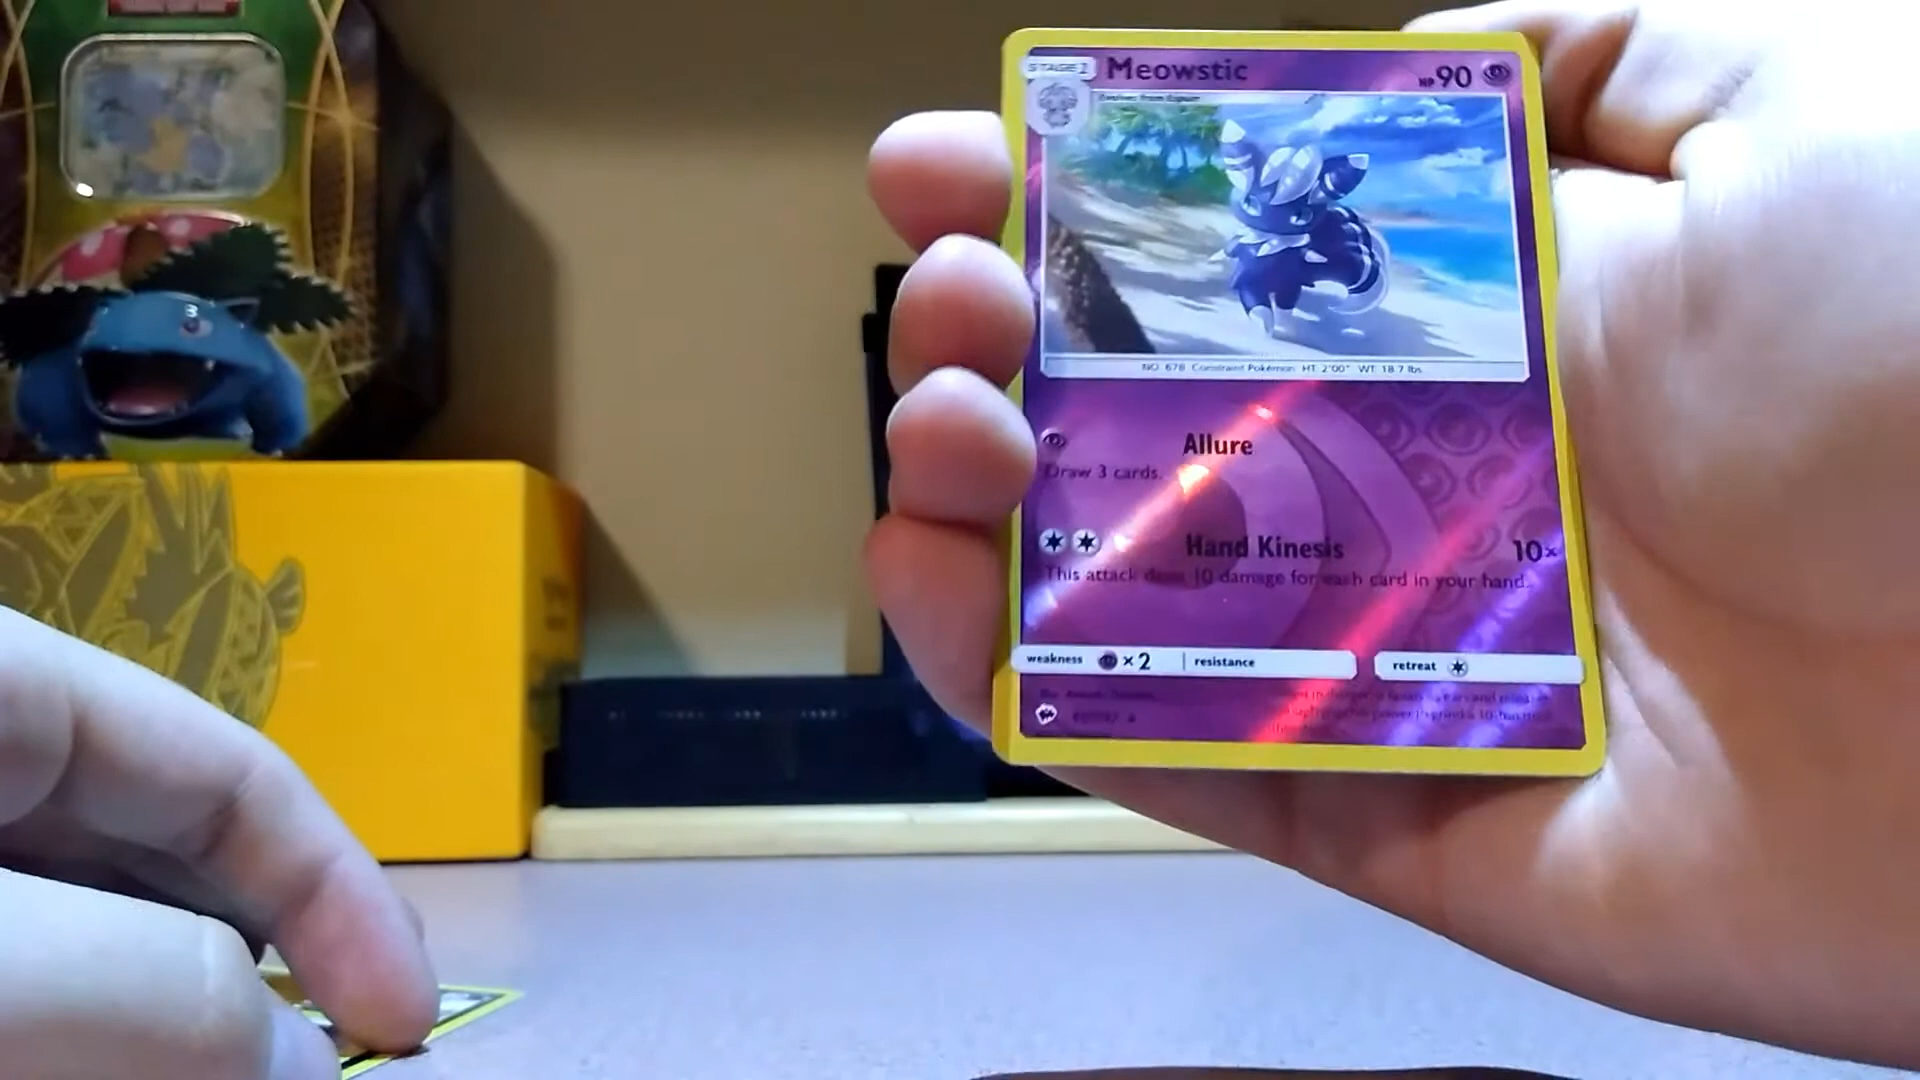 STAGE 1 Meowstic HP 90
Evolves from Espurr
NO. 678 Constraint Pokémon HT: 2'00" WT: 18.7 lbs.
Allure
Draw 3 cards.
Hand Kinesis 10×
This attack does 10 damage for each card in your hand.
weakness ×2 resistance retreat